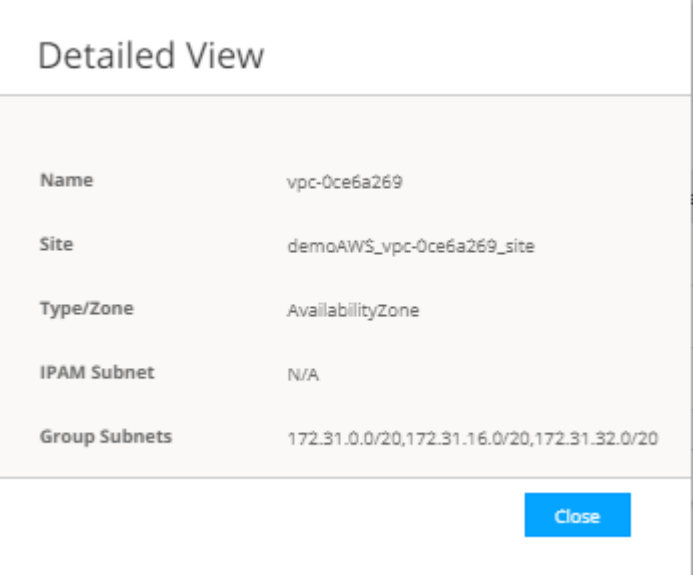 Detailed View
Name vpc-0ce6a269
Site demoAWS_vpc-0ce6a269_site
Type/Zone AvailabilityZone
IPAM Subnet N/A
Group Subnets 172.31.0.0/20,172.31.16.0/20,172.31.32.0/20
Close